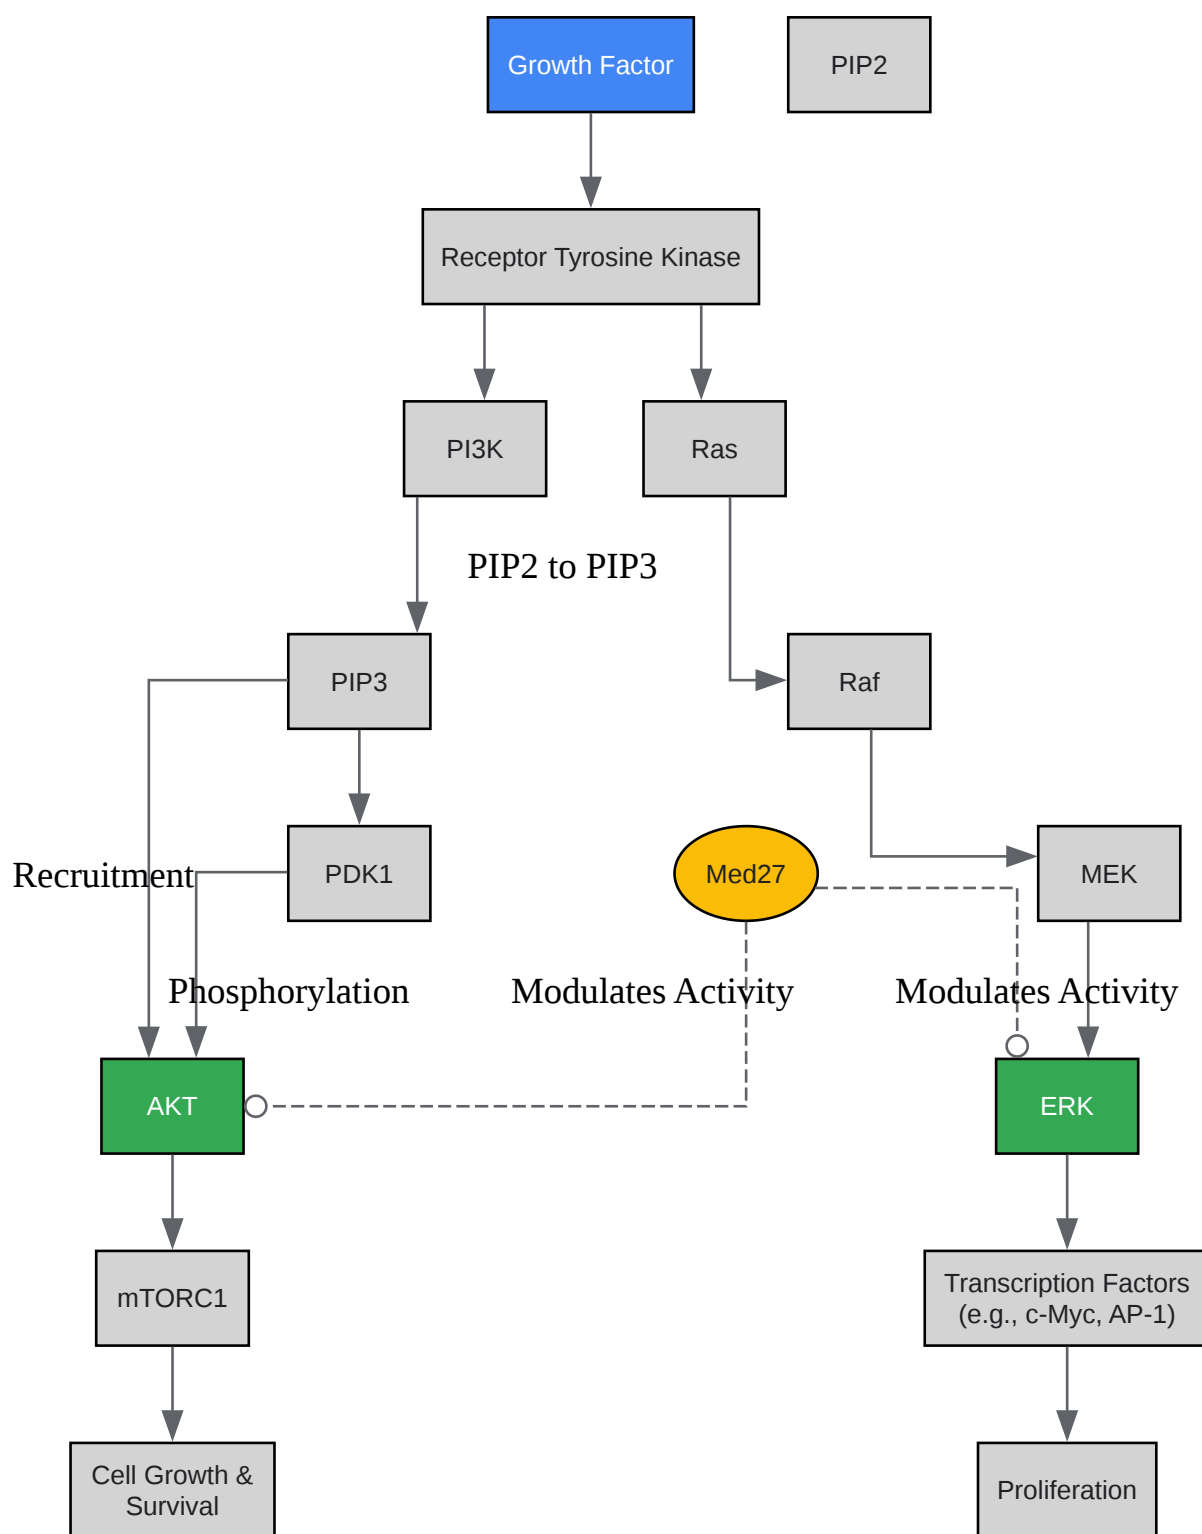 Growth Factor
PIP2
Receptor Tyrosine Kinase
PI3K
Ras
PIP2 to PIP3
PIP3
Raf
Recruitment
PDK1
Med27
MEK
Phosphorylation
Modulates Activity
Modulates Activity
AKT
ERK
mTORC1
Transcription Factors
(e.g., c-Myc, AP-1)
Cell Growth &
Survival
Proliferation